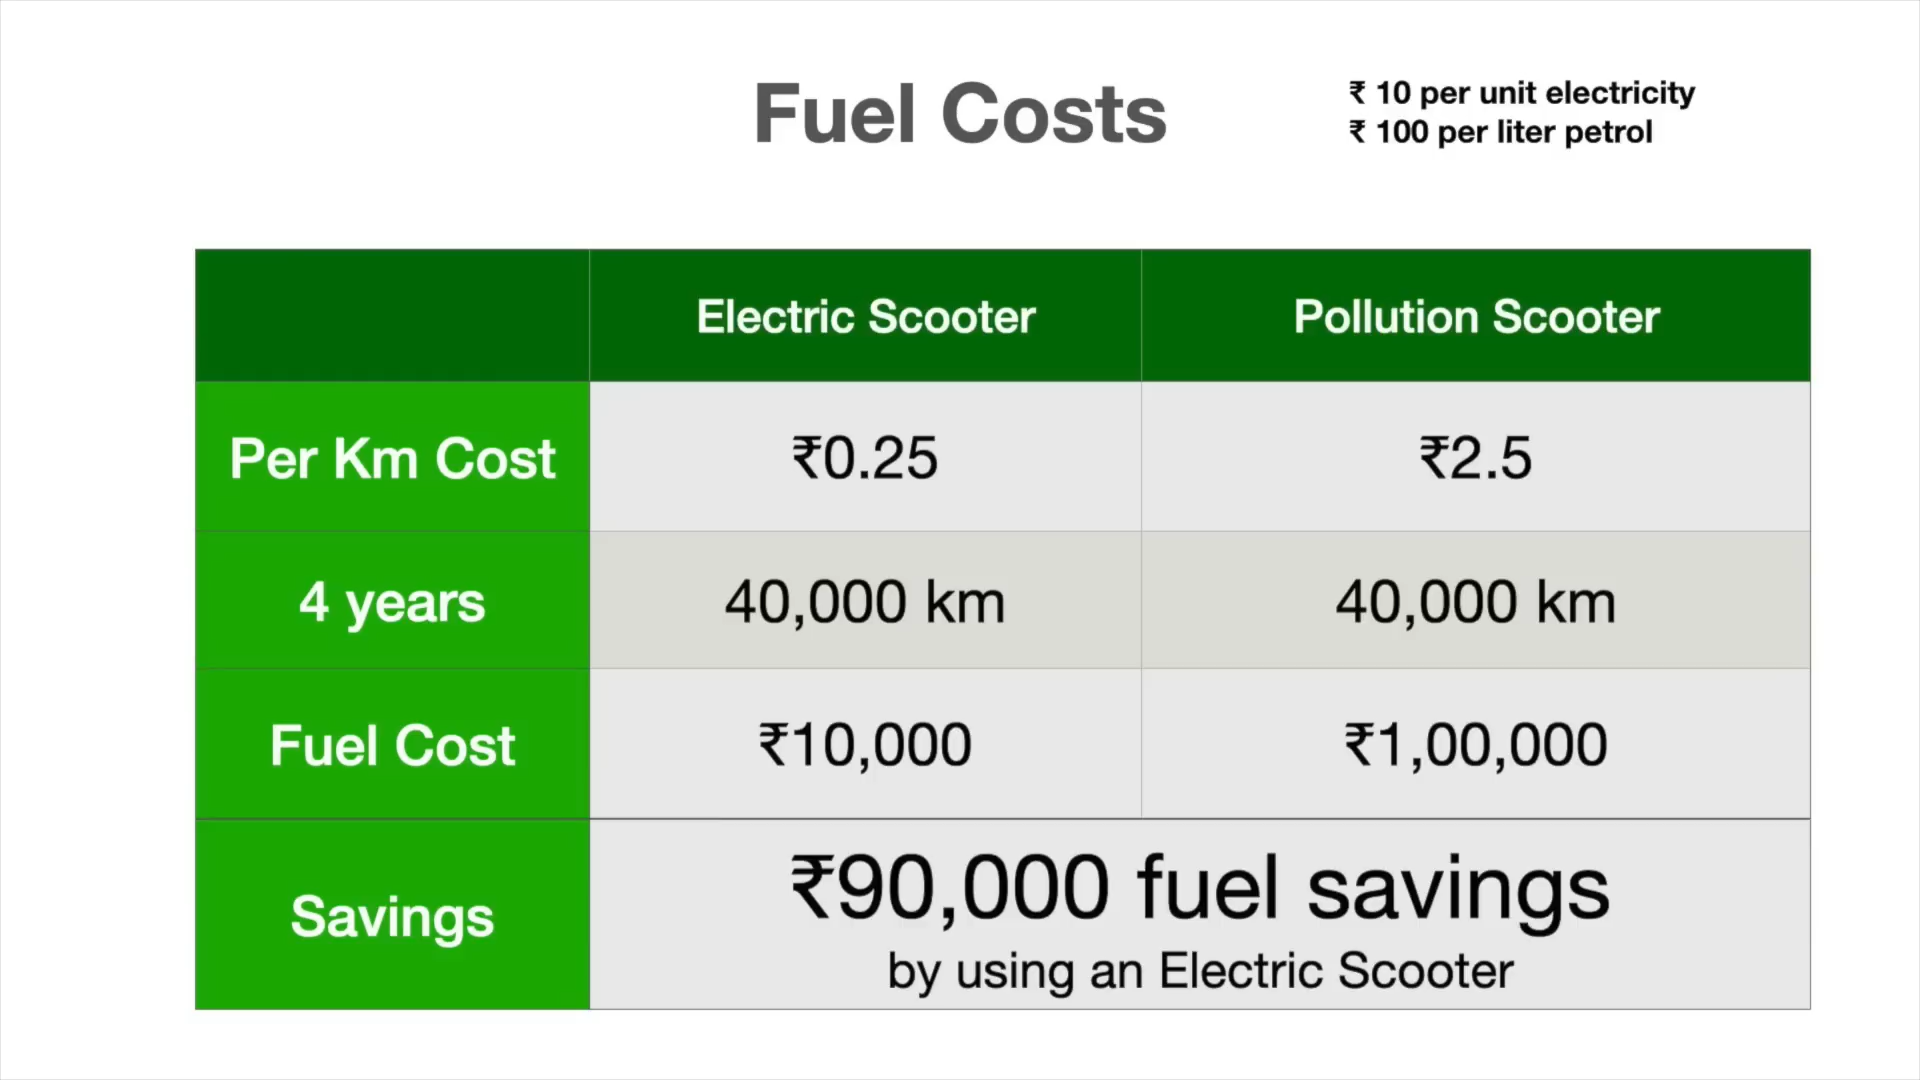 Fuel Costs
₹ 10 per unit electricity
₹ 100 per liter petrol
Electric Scooter
Pollution Scooter
Per Km Cost
₹0.25
₹2.5
4 years
40,000 km
40,000 km
Fuel Cost
₹10,000
₹1,00,000
Savings
₹90,000 fuel savings
by using an Electric Scooter